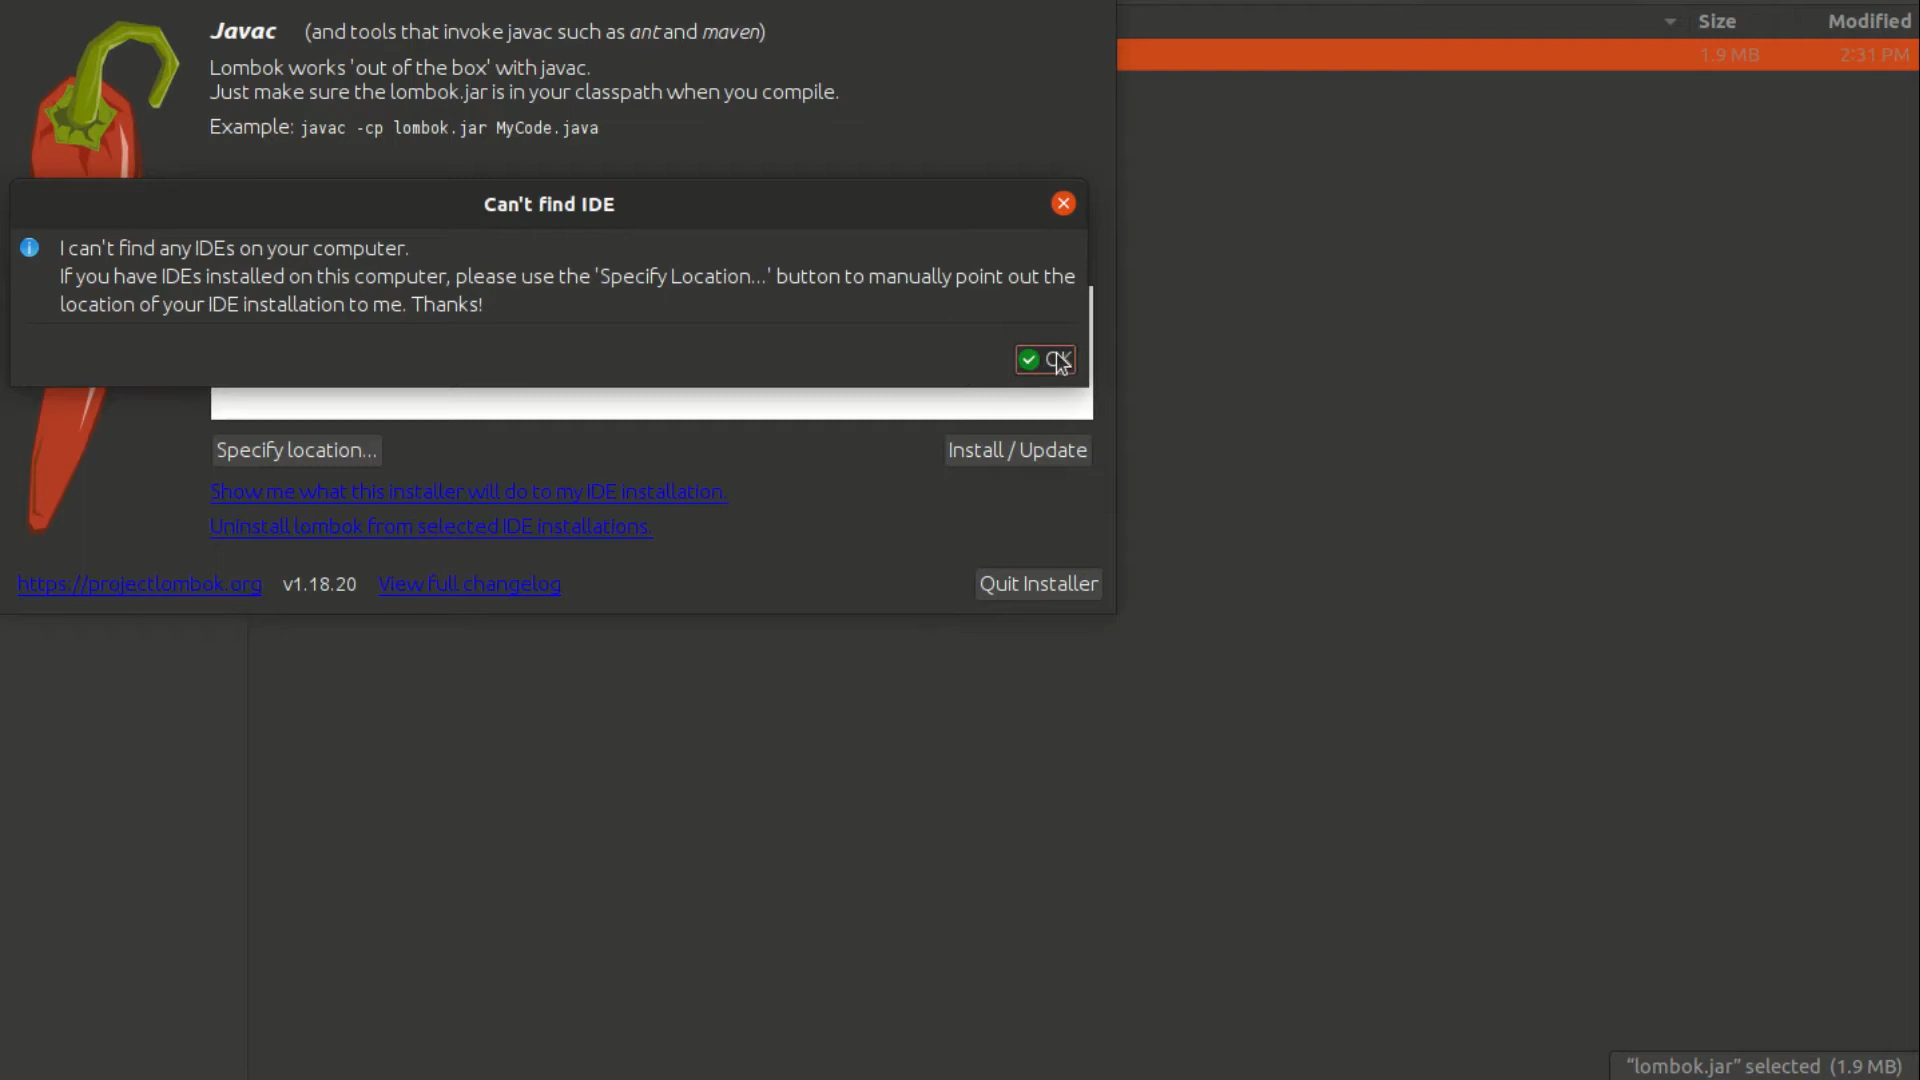 Javac (and tools that invoke javac such as ant and maven)
Size
Modified
1.9 MB
2:31 PM
Lombok works 'out of the box' with javac.
Just make sure the lombok.jar is in your classpath when you compile.
Example: javac -cp lombok.jar MyCode.java
Can't find IDE
I can't find any IDEs on your computer.
If you have IDEs installed on this computer, please use the 'Specify Location...' button to manually point out the
location of your IDE installation to me. Thanks!
OK
Specify location...
Install / Update
Show me what this installer will do to my IDE installation.
Uninstall lombok from selected IDE installations.
https://projectlombok.org v1.18.20 View full changelog
Quit Installer
“lombok.jar” selected (1.9 MB)